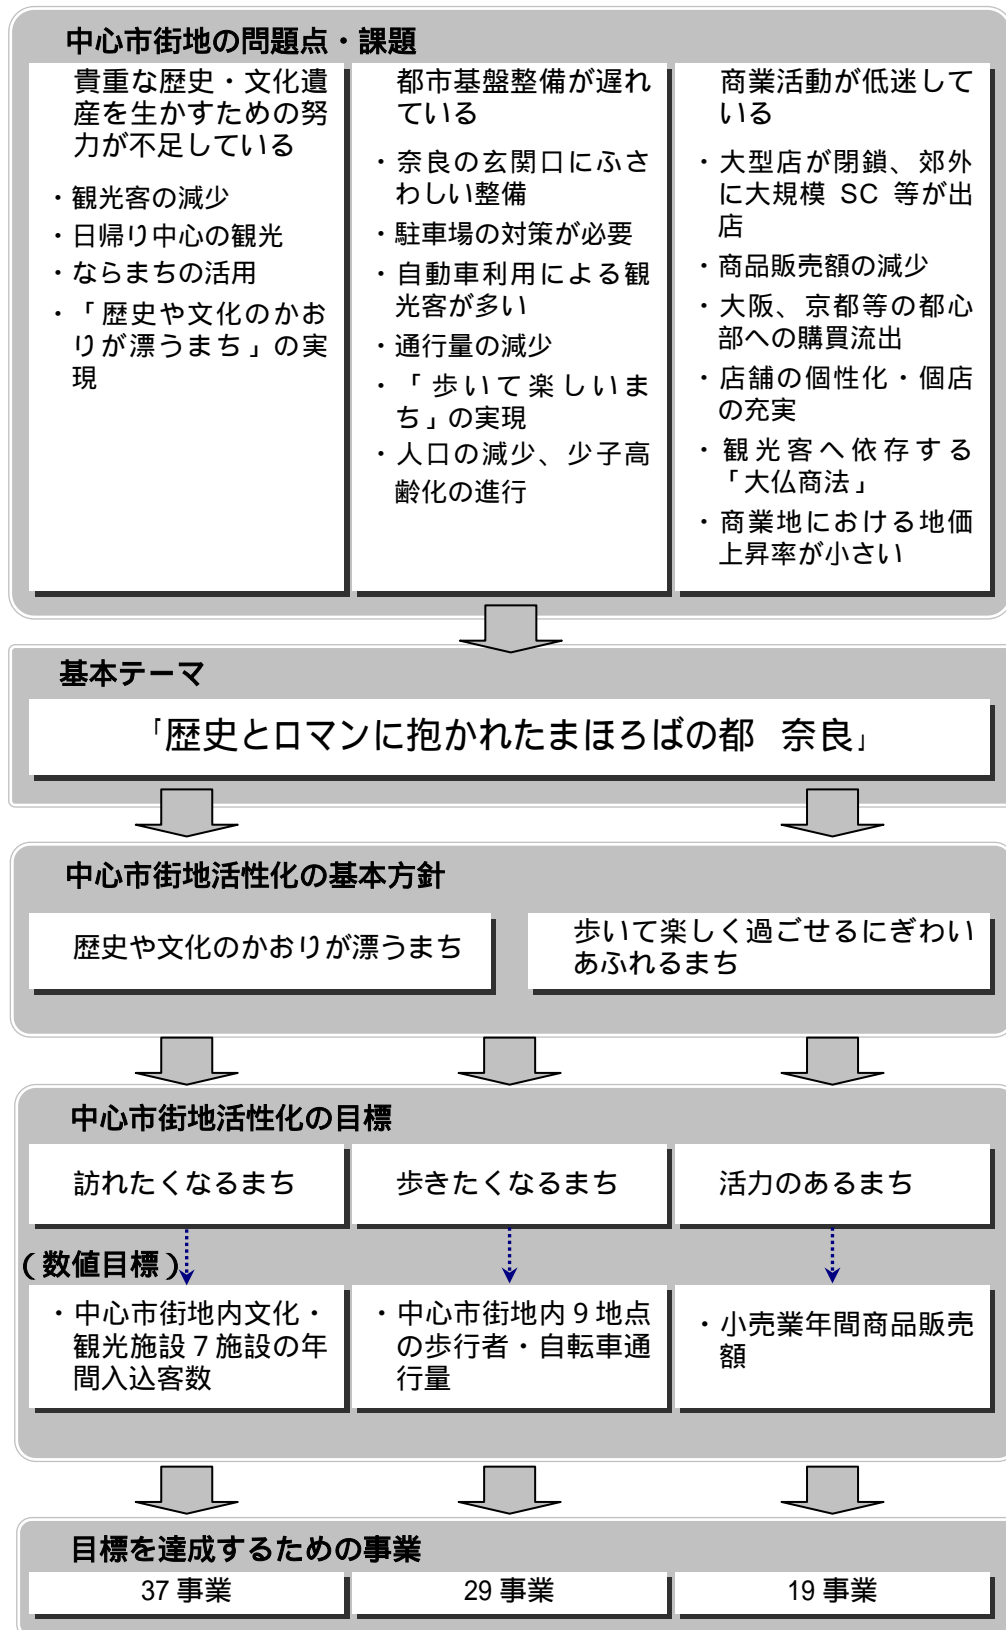 中心市街地の問題点・課題
貴重な歴史・文化遺
産を生かすための努
力が不足している
・観光客の減少
・日帰り中心の観光
・ならまちの活用
・「歴史や文化のかお
りが漂うまち」の実
現
都市基盤整備が遅れ
ている
・奈良の玄関口にふさ
わしい整備
・駐車場の対策が必要
・自動車利用による観
光客が多い
・通行量の減少
・「歩いて楽しいま
ち」の実現
・人口の減少、少子高
齢化の進行
商業活動が低迷して
いる
・大型店が閉鎖、郊外
に大規模 SC 等が出
店
・商品販売額の減少
・大阪、京都等の都心
部への購買流出
・店舗の個性化・個店
の充実
・観光客へ依存する
「大仏商法」
・商業地における地価
上昇率が小さい
基本テーマ
「歴史とロマンに抱かれたまほろばの都 奈良」
中心市街地活性化の基本方針
歴史や文化のかおりが漂うまち
歩いて楽しく過ごせるにぎわい
あふれるまち
中心市街地活性化の目標
訪れたくなるまち
歩きたくなるまち
活力のあるまち
(数値目標)
・中心市街地内文化・
観光施設７施設の年
間入込客数
・中心市街地内９地点
の歩行者・自転車通
行量
・小売業年間商品販売
額
目標を達成するための事業
37 事業
29 事業
19 事業